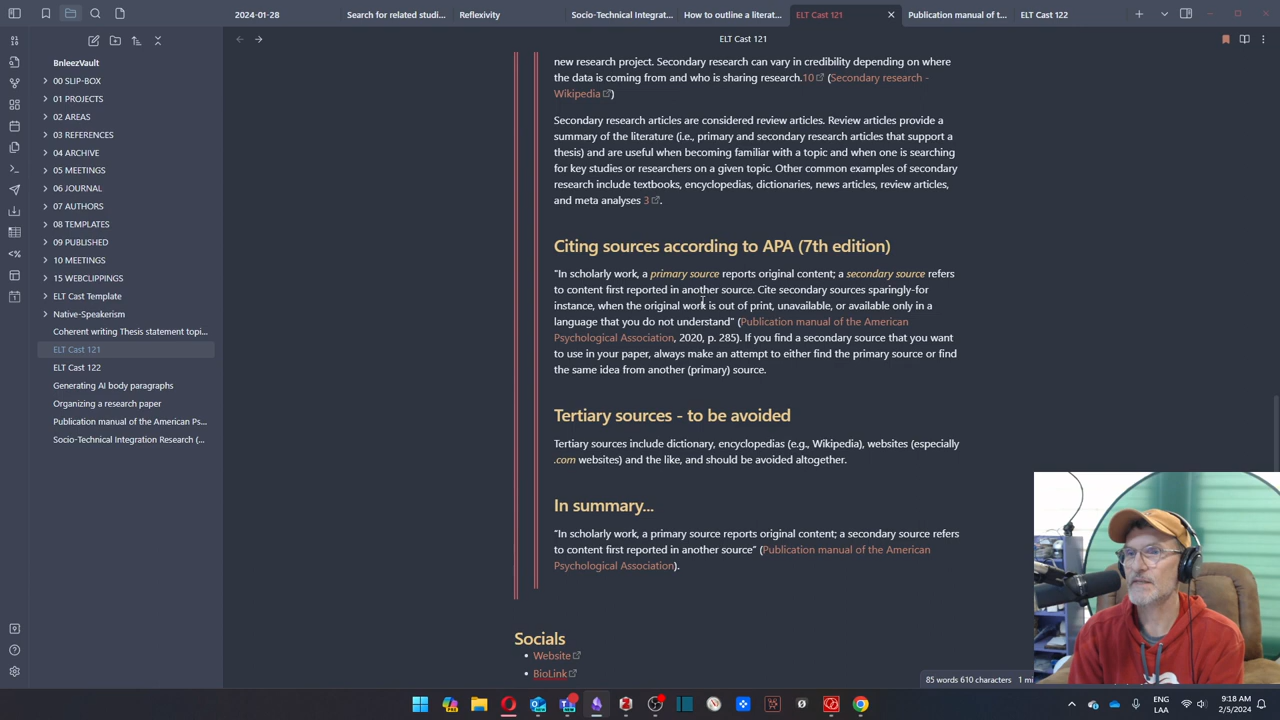 2024-01-28
Search for related studi...
Reflexivity
Socio-Technical Integrat...
How to outline a literat...
ELT Cast 121
Publication manual of t...
ELT Cast 122
ELT Cast 121
BnleezVault
00 SLIP-BOX
01 PROJECTS
02 AREAS
03 REFERENCES
04 ARCHIVE
05 MEETINGS
06 JOURNAL
07 AUTHORS
08 TEMPLATES
09 PUBLISHED
10 MEETINGS
15 WEBCLIPPINGS
ELT Cast Template
Native-Speakerism
Coherent writing Thesis statement topi...
ELT Cast 121
ELT Cast 122
Generating AI body paragraphs
Organizing a research paper
Publication manual of the American Ps...
Socio-Technical Integration Research (...
new research project. Secondary research can vary in credibility depending on where
the data is coming from and who is sharing research.10 (Secondary research -
Wikipedia)
Secondary research articles are considered review articles. Review articles provide a
summary of the literature (i.e., primary and secondary research articles that support a
thesis) and are useful when becoming familiar with a topic and when one is searching
for key studies or researchers on a given topic. Other common examples of secondary
research include textbooks, encyclopedias, dictionaries, news articles, review articles,
and meta analyses 3.
Citing sources according to APA (7th edition)
"In scholarly work, a primary source reports original content; a secondary source refers
to content first reported in another source. Cite secondary sources sparingly-for
instance, when the original work is out of print, unavailable, or available only in a
language that you do not understand" (Publication manual of the American
Psychological Association, 2020, p. 285). If you find a secondary source that you want
to use in your paper, always make an attempt to either find the primary source or find
the same idea from another (primary) source.
Tertiary sources - to be avoided
Tertiary sources include dictionary, encyclopedias (e.g., Wikipedia), websites (especially
.com websites) and the like, and should be avoided altogether.
In summary...
"In scholarly work, a primary source reports original content; a secondary source refers
to content first reported in another source" (Publication manual of the American
Psychological Association).
Socials
• Website
• BioLink
85 words 610 characters
1 mi
ENG
LAA
9:18 AM
2/5/2024